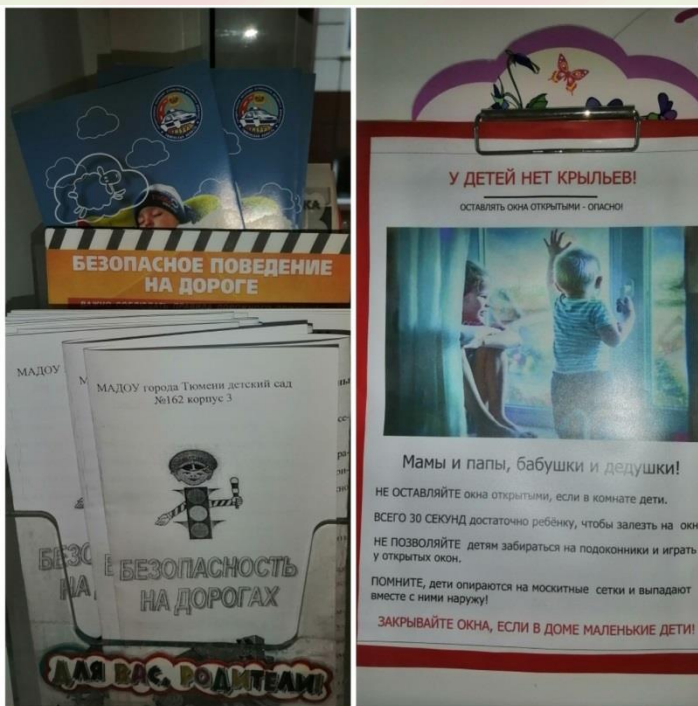 БЕЗОПАСНОЕ ПОВЕДЕНИЕ
НА ДОРОГЕ
МАДОУ
МАДОУ города Тюмени детский сад
№162 корпус 3
БЕЗОПАСНОСТЬ
НА ДОРОГАХ
ДЛЯ ВАС, РОДИТЕЛИ!
У ДЕТЕЙ НЕТ КРЫЛЬЕВ!
ОСТАВЛЯТЬ ОКНА ОТКРЫТЫМИ - ОПАСНО!
Мамы и папы, бабушки и дедушки!
НЕ ОСТАВЛЯЙТЕ окна открытыми, если в комнате дети.
ВСЕГО 30 СЕКУНД достаточно ребёнку, чтобы залезть на окн
НЕ ПОЗВОЛЯЙТЕ детям забираться на подоконники и играть
у открытых окон.
ПОМНИТЕ, дети опираются на москитные сетки и выпадают
вместе с ними наружу!
ЗАКРЫВАЙТЕ ОКНА, ЕСЛИ В ДОМЕ МАЛЕНЬКИЕ ДЕТИ!